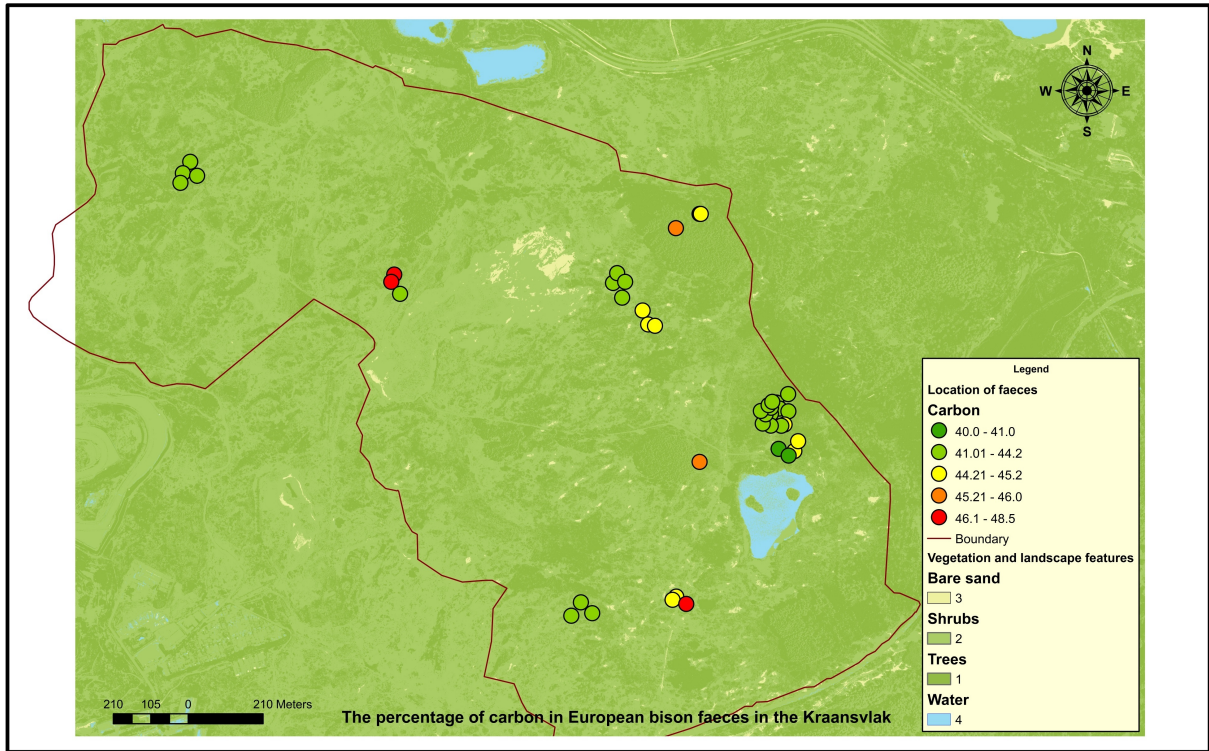 N
W E
S
Legend
Location of faeces
Carbon
40.0 - 41.0
41.01 - 44.2
44.21 - 45.2
45.21 - 46.0
46.1 - 48.5
Boundary
Vegetation and landscape features
Bare sand
3
Shrubs
2
Trees
1
Water
4
210 105 0 210 Meters
The percentage of carbon in European bison faeces in the Kraansvlak